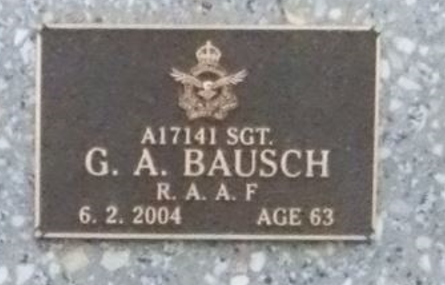 A17141 SGT.
G. A. BAUSCH
R. A. A. F
6. 2. 2004 AGE 63